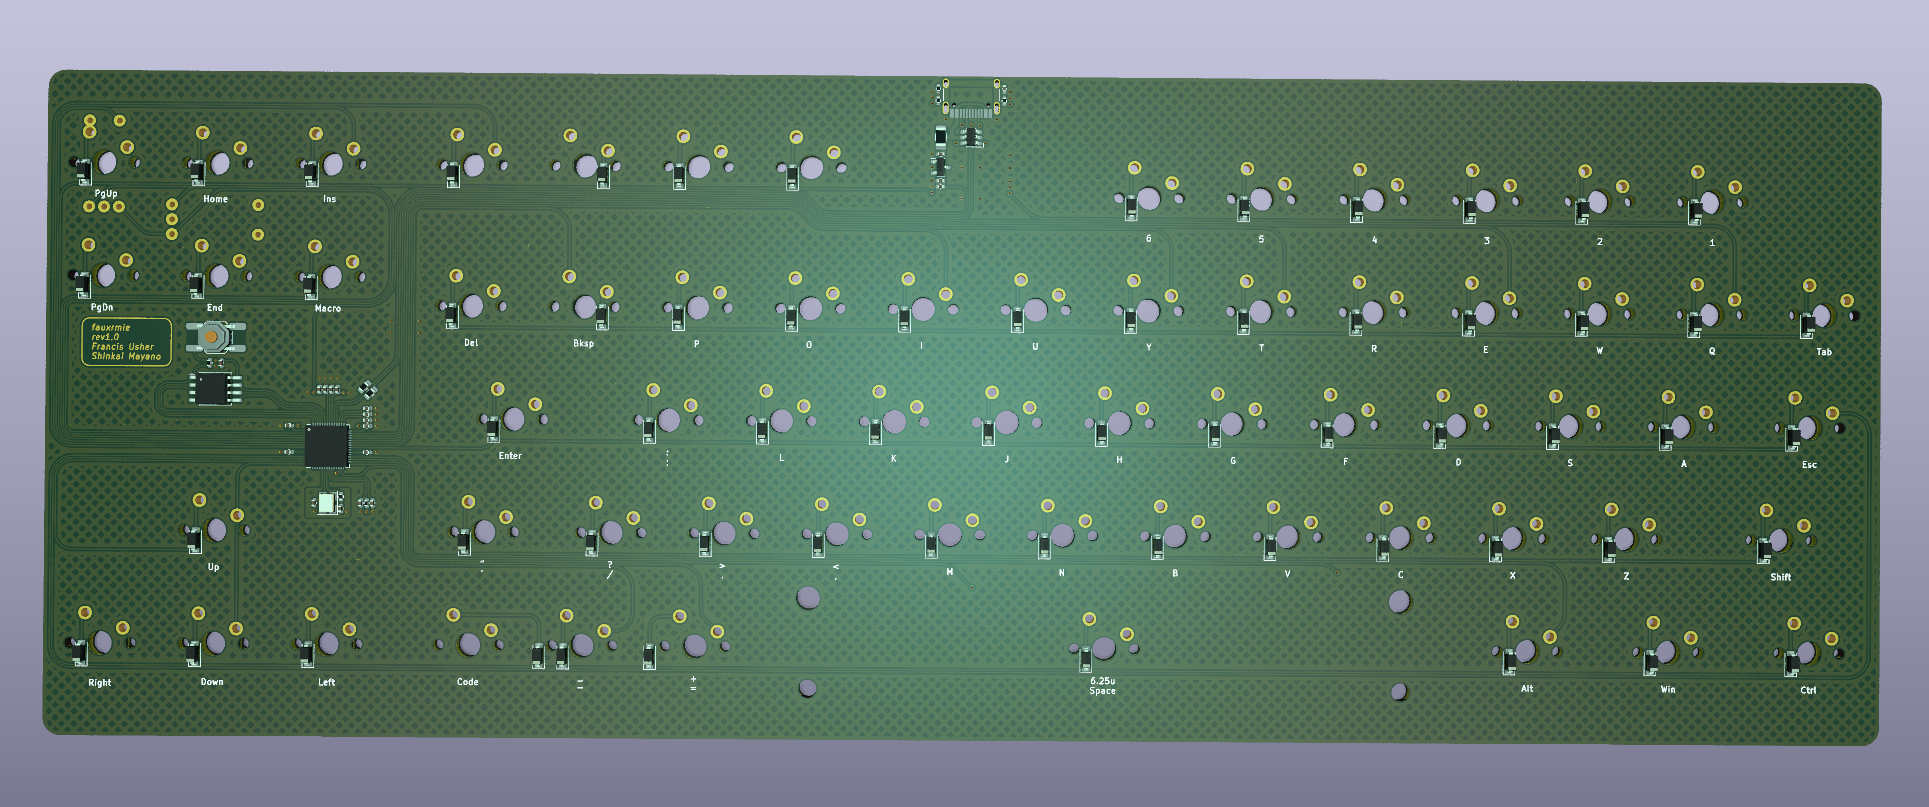 PgUp
Home
Ins
6
5
4
3
2
1
PgDn
End
Macro
fauxrmie
rev1.0
Francis Usher
Shinkai Mayano
Del
Bksp
P
O
I
U
Y
T
R
E
W
Q
Tab
Enter
:
;
L
K
J
H
G
F
D
S
A
Esc
Up
"
'
?
/
>
.
<
,
M
N
B
V
C
X
Z
Shift
Right
Down
Left
Code
_
-
+
=
6.25u
Space
Alt
Win
Ctrl